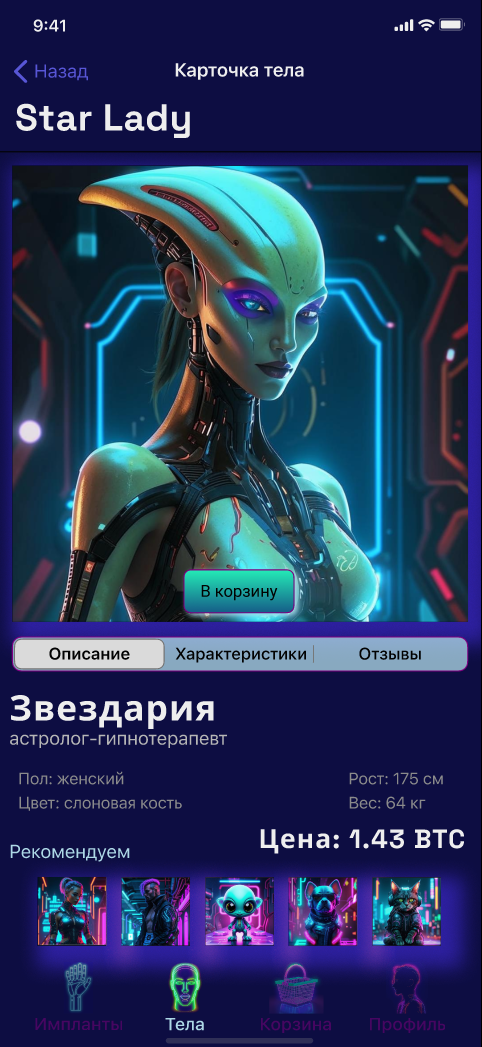 9:41
Назад
Карточка тела
Star Lady
В корзину
Описание Характеристики Отзывы
Звездария
астролог-гипнотерапевт
Пол: женский Рост: 175 см
Цвет: слоновая кость Вес: 64 кг
Цена: 1.43 BTC
Рекомендуем
Импланты Тела Корзина Профиль